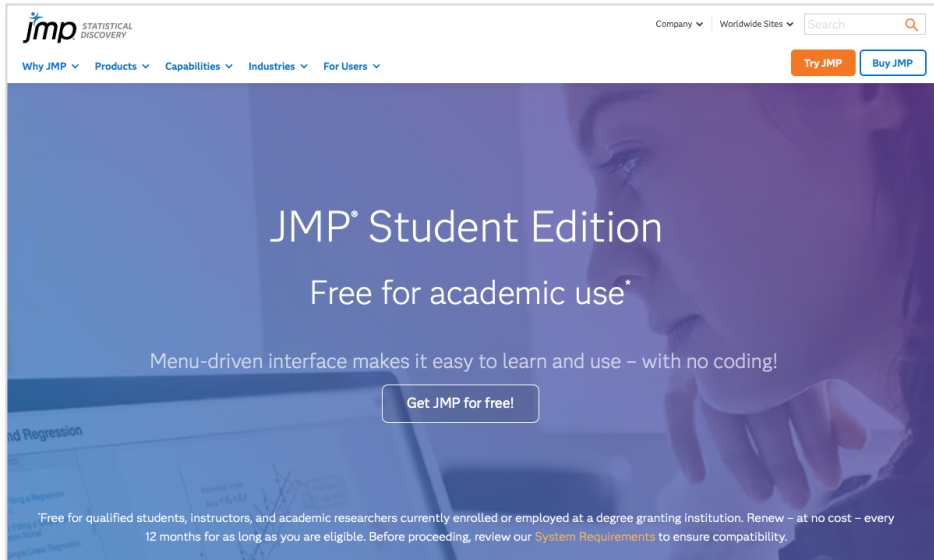 jmp STATISTICAL DISCOVERY
Company
Worldwide Sites
Search
Why JMP
Products
Capabilities
Industries
For Users
Try JMP
Buy JMP
JMP® Student Edition
Free for academic use*
Menu-driven interface makes it easy to learn and use – with no coding!
Get JMP for free!
nd Regression
*Free for qualified students, instructors, and academic researchers currently enrolled or employed at a degree granting institution. Renew – at no cost – every
12 months for as long as you are eligible. Before proceeding, review our System Requirements to ensure compatibility.